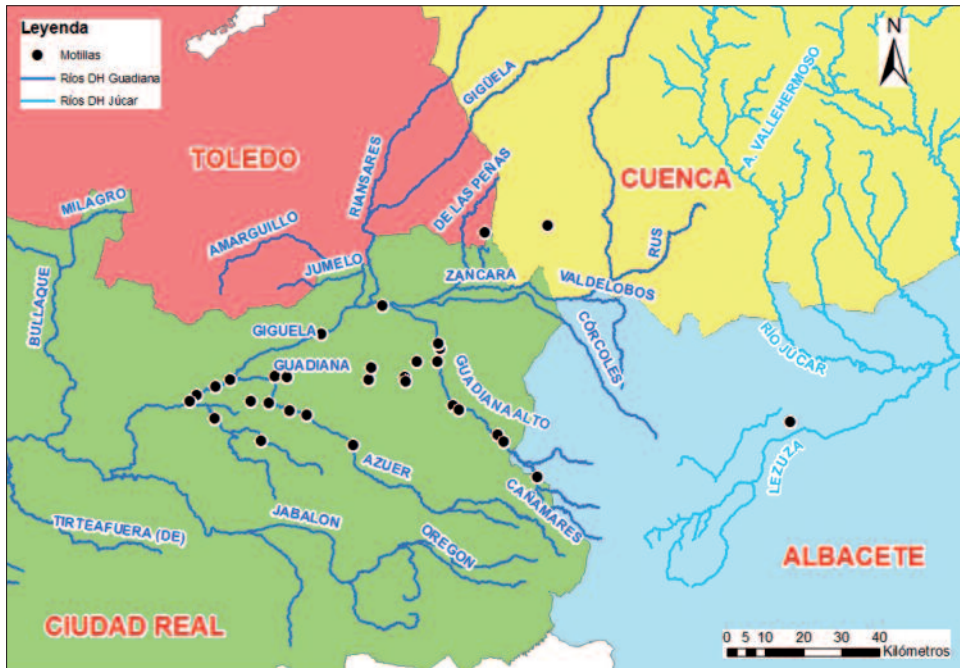 Leyenda
Motillas
Ríos DH Guadiana
Ríos DH Júcar
N
GIGÜELA
A. VALLEHERMOSO
TOLEDO
CUENCA
RIANSARES
DE LAS PEÑAS
MILAGRO
AMARGUILLO
RUS
JUMELO
ZANCARA
VALDELOBOS
BULLAQUE
CÓRCOLES
GIGUELA
RÍO JÚCAR
GUADIANA
GUADIANA ALTO
LEZUZA
AZUER
CAÑAMARES
JABALON
TIRTEAFUERA (DE)
OREGON
ALBACETE
CIUDAD REAL
0 5 10 20 30 40
Kilómetros